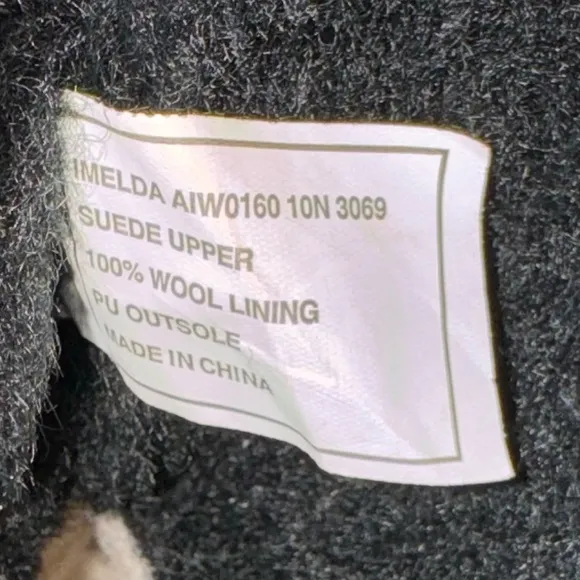 IMELDA AIW0160 10N 3069
SUEDE UPPER
100% WOOL LINING
PU OUTSOLE
MADE IN CHINA